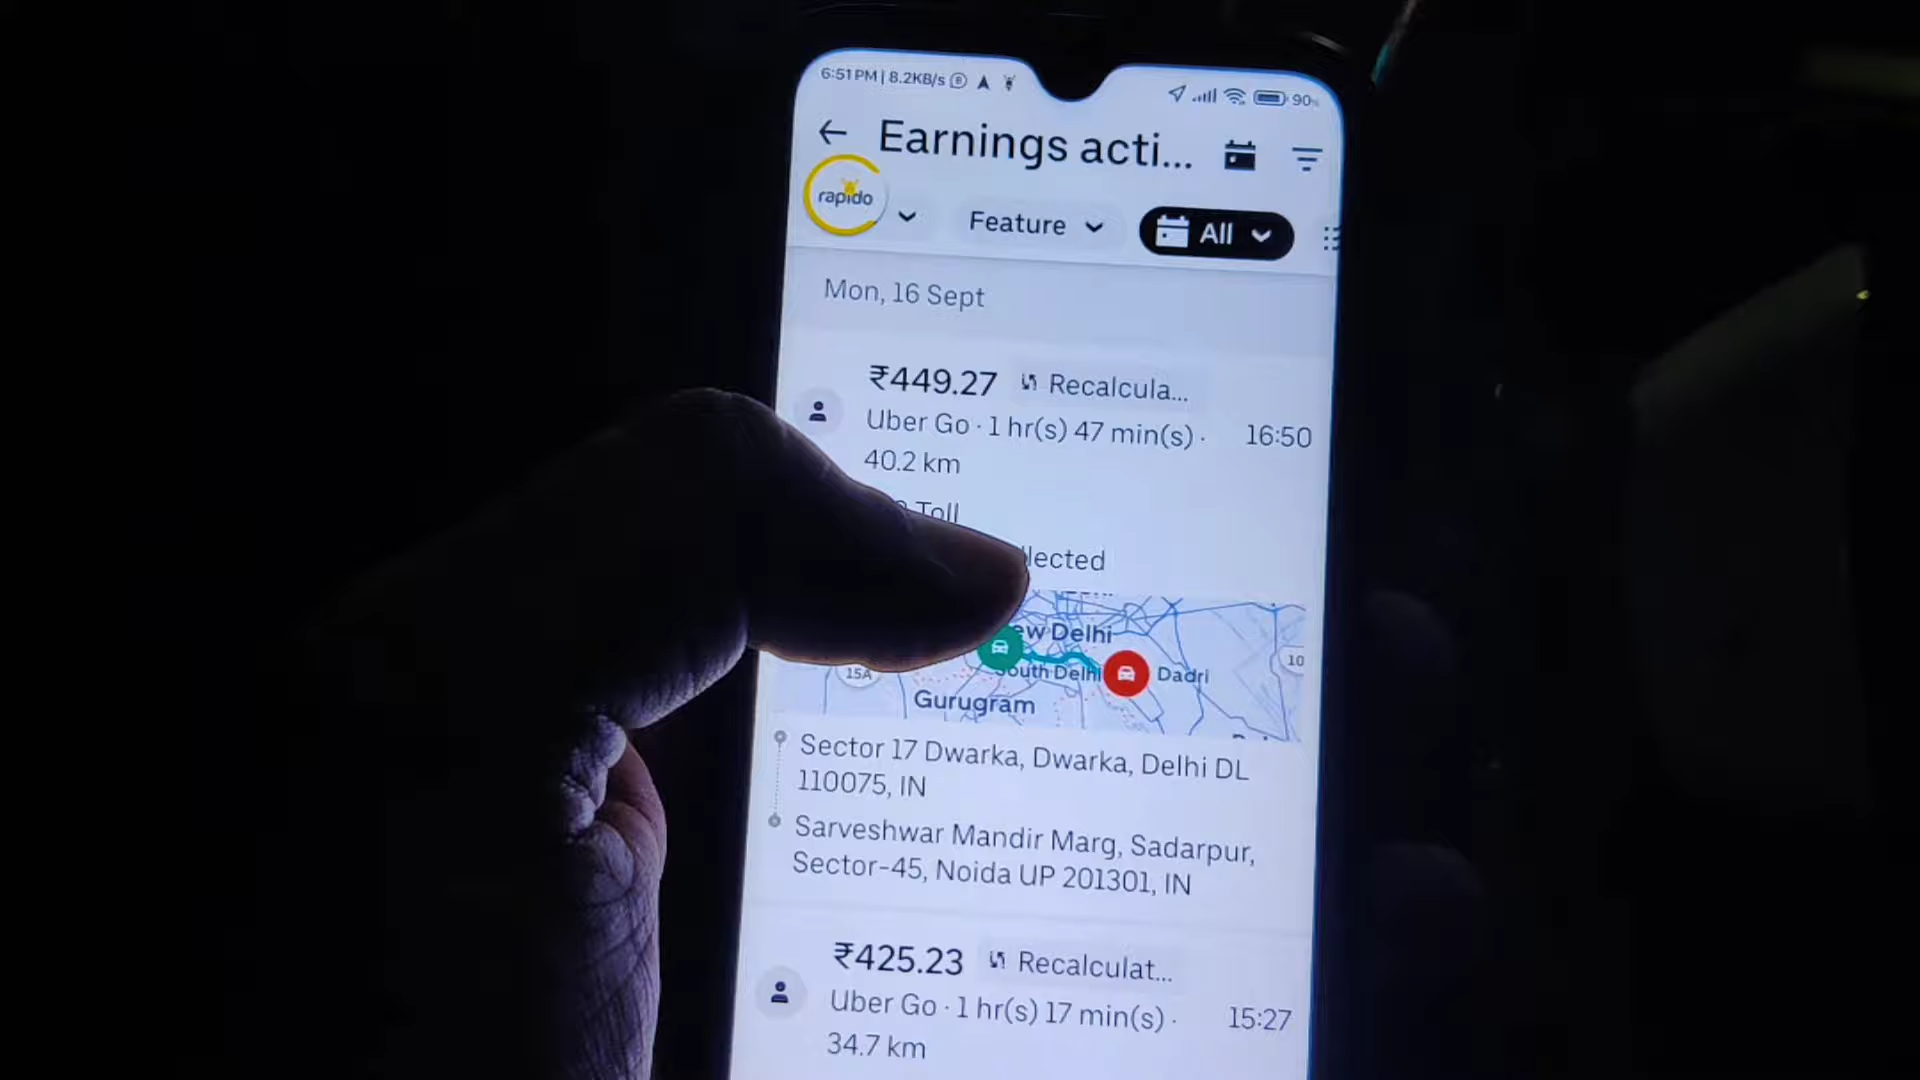 6:51 PM | 8.2KB/s
90%
Earnings acti...
rapido
Feature
All
Mon, 16 Sept
₹449.27 Recalcula...
Uber Go · 1 hr(s) 47 min(s) · 16:50
40.2 km
Toll
New Delhi
South Delhi
Dadri
10
15A
Gurugram
Sector 17 Dwarka, Dwarka, Delhi DL
110075, IN
Sarveshwar Mandir Marg, Sadarpur,
Sector-45, Noida UP 201301, IN
₹425.23 Recalculat...
Uber Go · 1 hr(s) 17 min(s) · 15:27
34.7 km